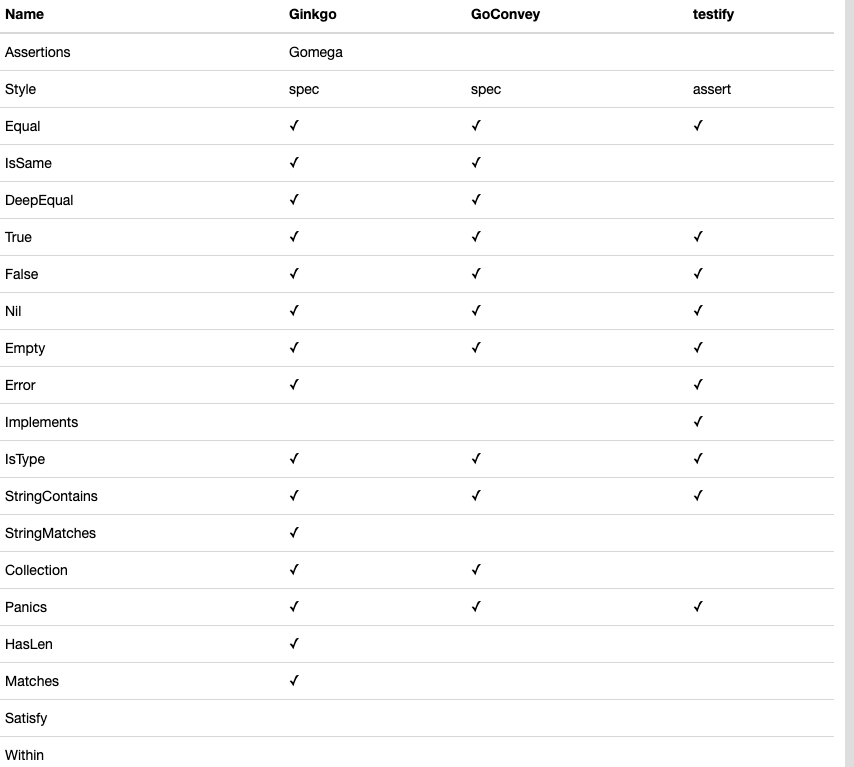 Name Ginkgo GoConvey testify
Assertions Gomega
Style spec spec assert
Equal ✓ ✓ ✓
IsSame ✓ ✓
DeepEqual ✓ ✓
True ✓ ✓ ✓
False ✓ ✓ ✓
Nil ✓ ✓ ✓
Empty ✓ ✓ ✓
Error ✓ ✓
Implements ✓
IsType ✓ ✓ ✓
StringContains ✓ ✓ ✓
StringMatches ✓
Collection ✓ ✓
Panics ✓ ✓ ✓
HasLen ✓
Matches ✓
Satisfy
Within